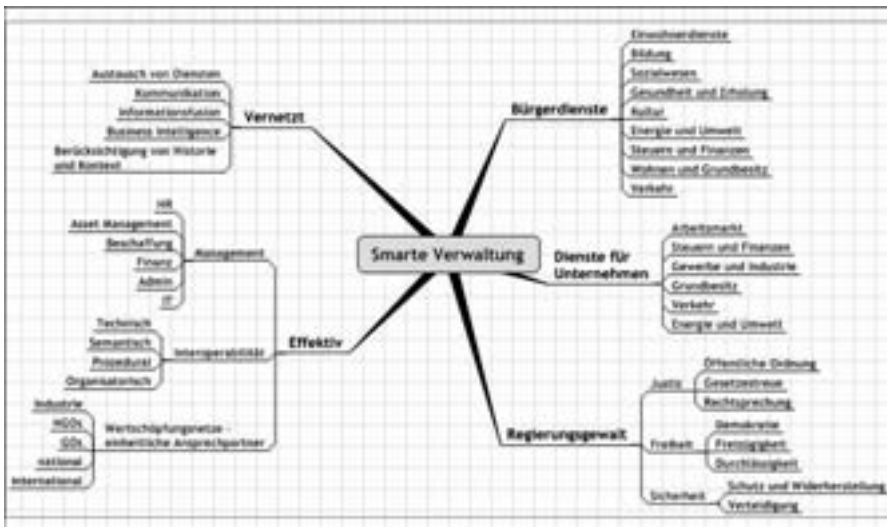 Smarte Verwaltung
Vernetzt
Austausch von Diensten
Kommunikation
Informationsfusion
Business Intelligence
Berücksichtigung von Historie
und Kontext
Effektiv
Management
HR
Asset Management
Beschaffung
Finanz
Admin
IT
Interoperabilität
Technisch
Semantisch
Prozedural
Organisatorisch
Wertschöpfungsnetze -
einheitliche Ansprechpartner
Industrie
NGOs
GOs
national
international
Bürgerdienste
Einwohnerdienste
Bildung
Sozialwesen
Gesundheit und Erholung
Kultur
Energie und Umwelt
Steuern und Finanzen
Wohnen und Grundbesitz
Verkehr
Dienste für
Unternehmen
Arbeitsmarkt
Steuern und Finanzen
Gewerbe und Industrie
Grundbesitz
Verkehr
Energie und Umwelt
Regierungsgewalt
Justiz
Öffentliche Ordnung
Gesetzestreue
Rechtsprechung
Freiheit
Demokratie
Freizügigkeit
Durchlässigkeit
Sicherheit
Schutz und Widerherstellung
Verteidigung